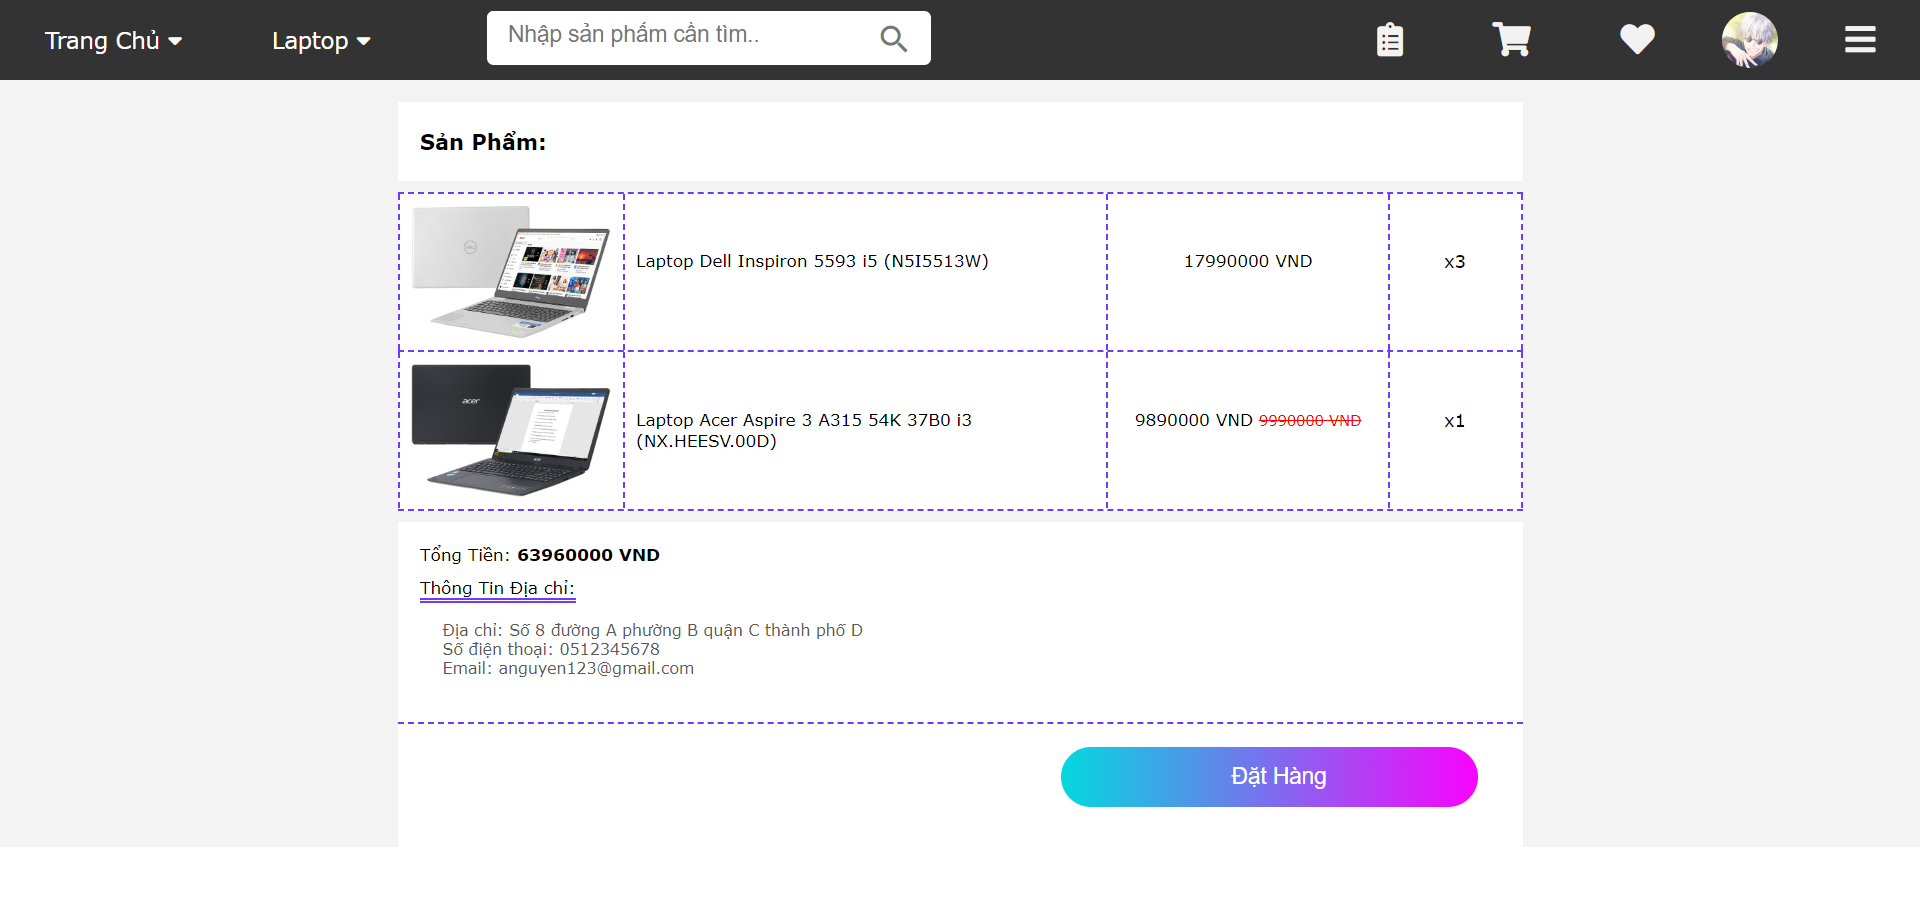 Trang Chủ
Laptop
Nhập sản phẩm cần tìm..
Sản Phẩm:
Laptop Dell Inspiron 5593 i5 (N5I5513W)
17990000 VND
x3
acer
Laptop Acer Aspire 3 A315 54K 37B0 i3
(NX.HEESV.00D)
9890000 VND 9990000 VND
x1
Tổng Tiền: 63960000 VND
Thông Tin Địa chỉ:
Địa chỉ: Số 8 đường A phường B quận C thành phố D
Số điện thoại: 0512345678
Email: anguyen123@gmail.com
Đặt Hàng